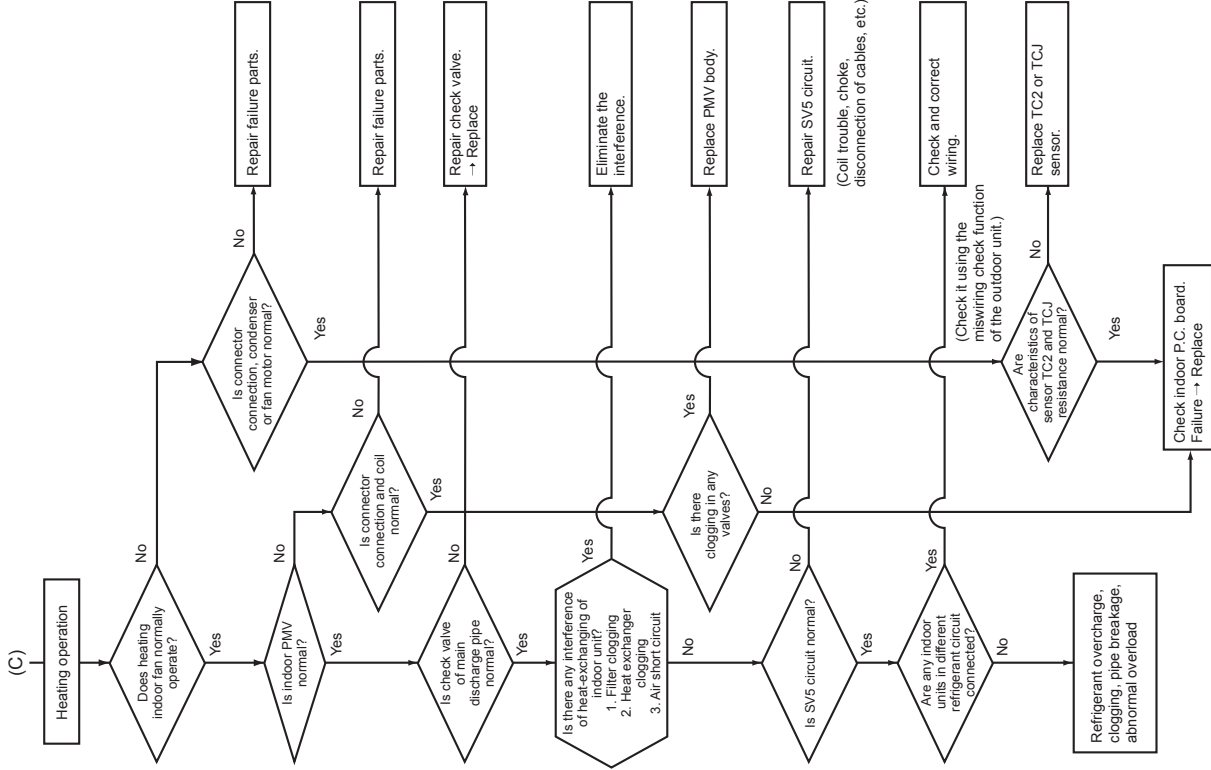 (C)
Heating operation
Does heating
indoor fan normally
operate?
No
Yes
Is connector
connection, condenser
or fan motor normal?
No
Repair failure parts.
Yes
Is indoor PMV
normal?
No
Yes
Is connector
connection and coil
normal?
No
Repair failure parts.
Yes
Is check valve
of main
discharge pipe
normal?
No
Repair check valve.
→ Replace
Yes
Is there any interference
of heat-exchanging of
indoor unit?
1. Filter clogging
2. Heat exchanger
clogging
3. Air short circuit
Yes
Eliminate the
interference.
No
Is there
clogging in any
valves?
Yes
Replace PMV body.
No
Is SV5 circuit normal?
No
Repair SV5 circuit.
(Coil trouble, choke,
disconnection of cables, etc.)
Yes
Are any indoor
units in different
refrigerant circuit
connected?
Yes
Check and correct
wiring.
(Check it using the
miswiring check function
of the outdoor unit.)
No
Are
characteristics of
sensor TC2 and TCJ
resistance normal?
No
Replace TC2 or TCJ
sensor.
Yes
Refrigerant overcharge,
clogging, pipe breakage,
abnormal overload
Check indoor P.C. board.
Failure → Replace